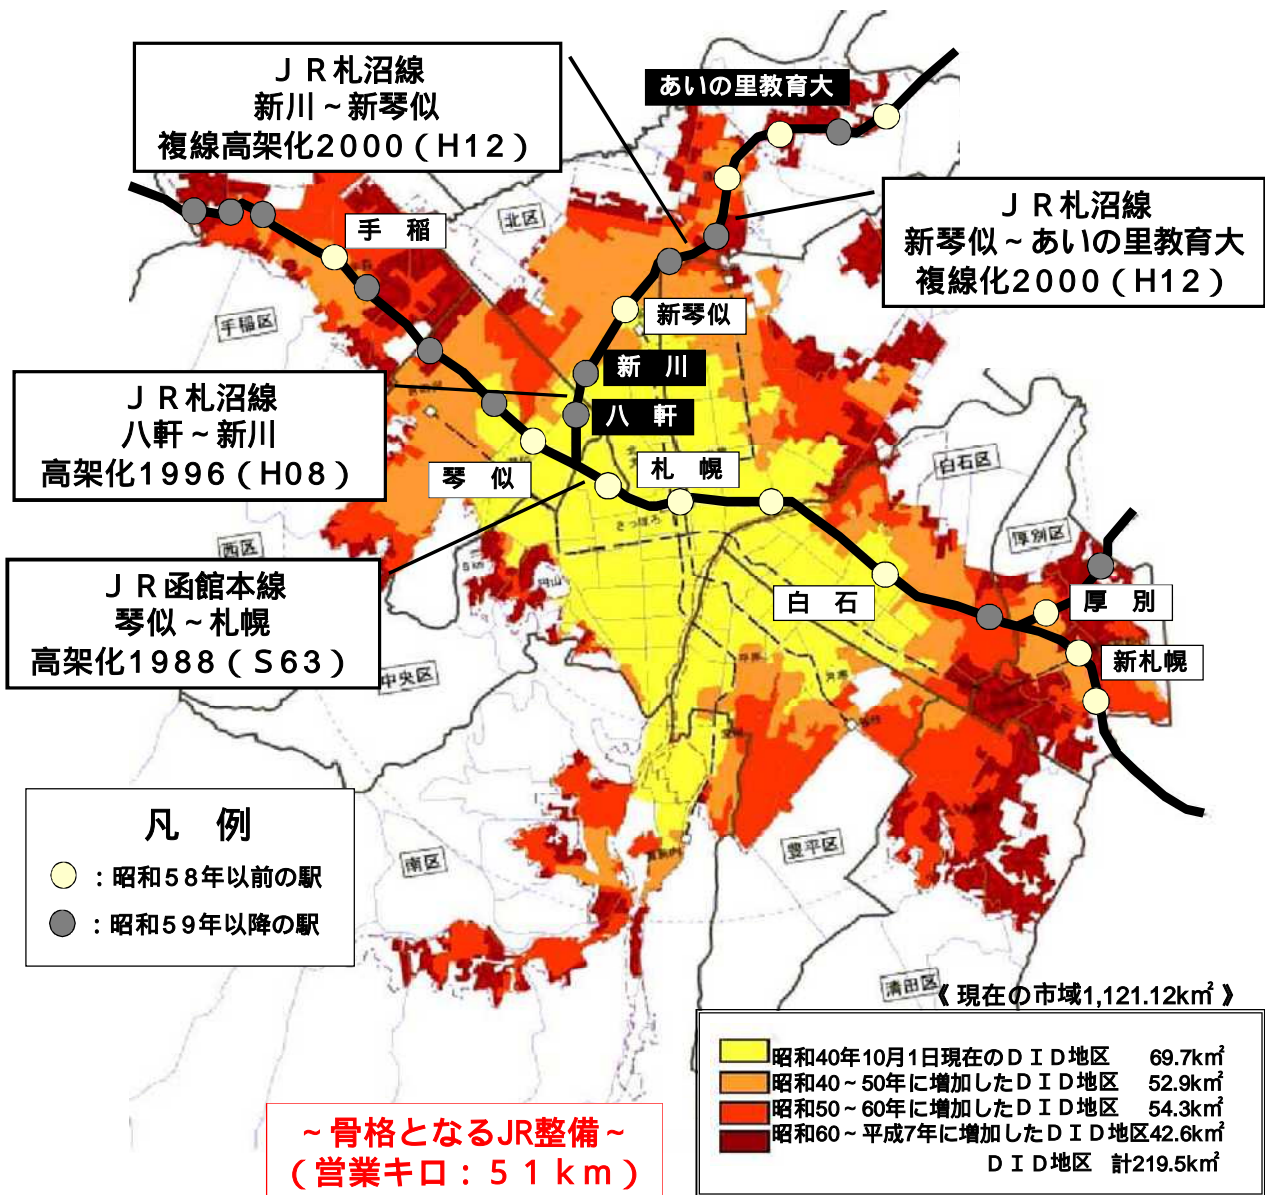 ＪＲ札沼線
新川～新琴似
複線高架化2000（H12）
あいの里教育大
ＪＲ札沼線
新琴似～あいの里教育大
複線化2000（H12）
手　稲
北区
手稲区
新琴似
新　川
八　軒
ＪＲ札沼線
八軒～新川
高架化1996（H08）
琴　似
札　幌
白石区
厚別区
さっぽろ
西区
円山
ＪＲ函館本線
琴似～札幌
高架化1988（S63）
白　石
厚　別
新札幌
中央区
凡　例
：昭和58年以前の駅
：昭和59年以降の駅
南区
豊平区
清田区
《 現在の市域1,121.12k㎡ 》
昭和40年10月1日現在のＤＩＤ地区　69.7k㎡
昭和40～50年に増加したＤＩＤ地区　52.9k㎡
昭和50～60年に増加したＤＩＤ地区　54.3k㎡
昭和60～平成7年に増加したＤＩＤ地区42.6k㎡
ＤＩＤ地区　計219.5k㎡
～骨格となるJR整備～
（営業キロ：５１ｋｍ）